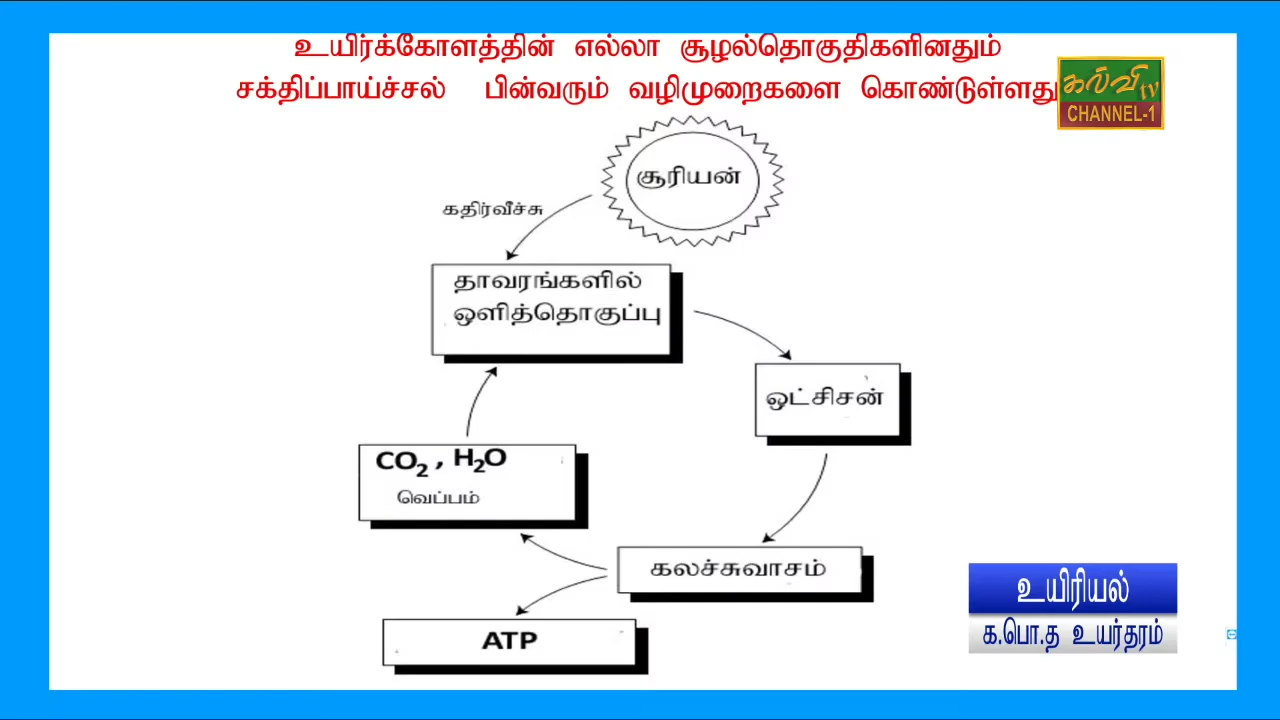 உயிர்க்கோளத்தின் எல்லா சூழல்தொகுதிகளினதும்
சக்திப்பாய்ச்சல் பின்வரும் வழிமுறைகளை கொண்டுள்ளது
கல்வி TV
CHANNEL-1
சூரியன்
கதிர்வீச்சு
தாவரங்களில்
ஒளித்தொகுப்பு
ஒட்சிசன்
CO₂ , H₂O
வெப்பம்
கலச்சுவாசம்
ATP
உயிரியல்
க.பொ.த உயர்தரம்